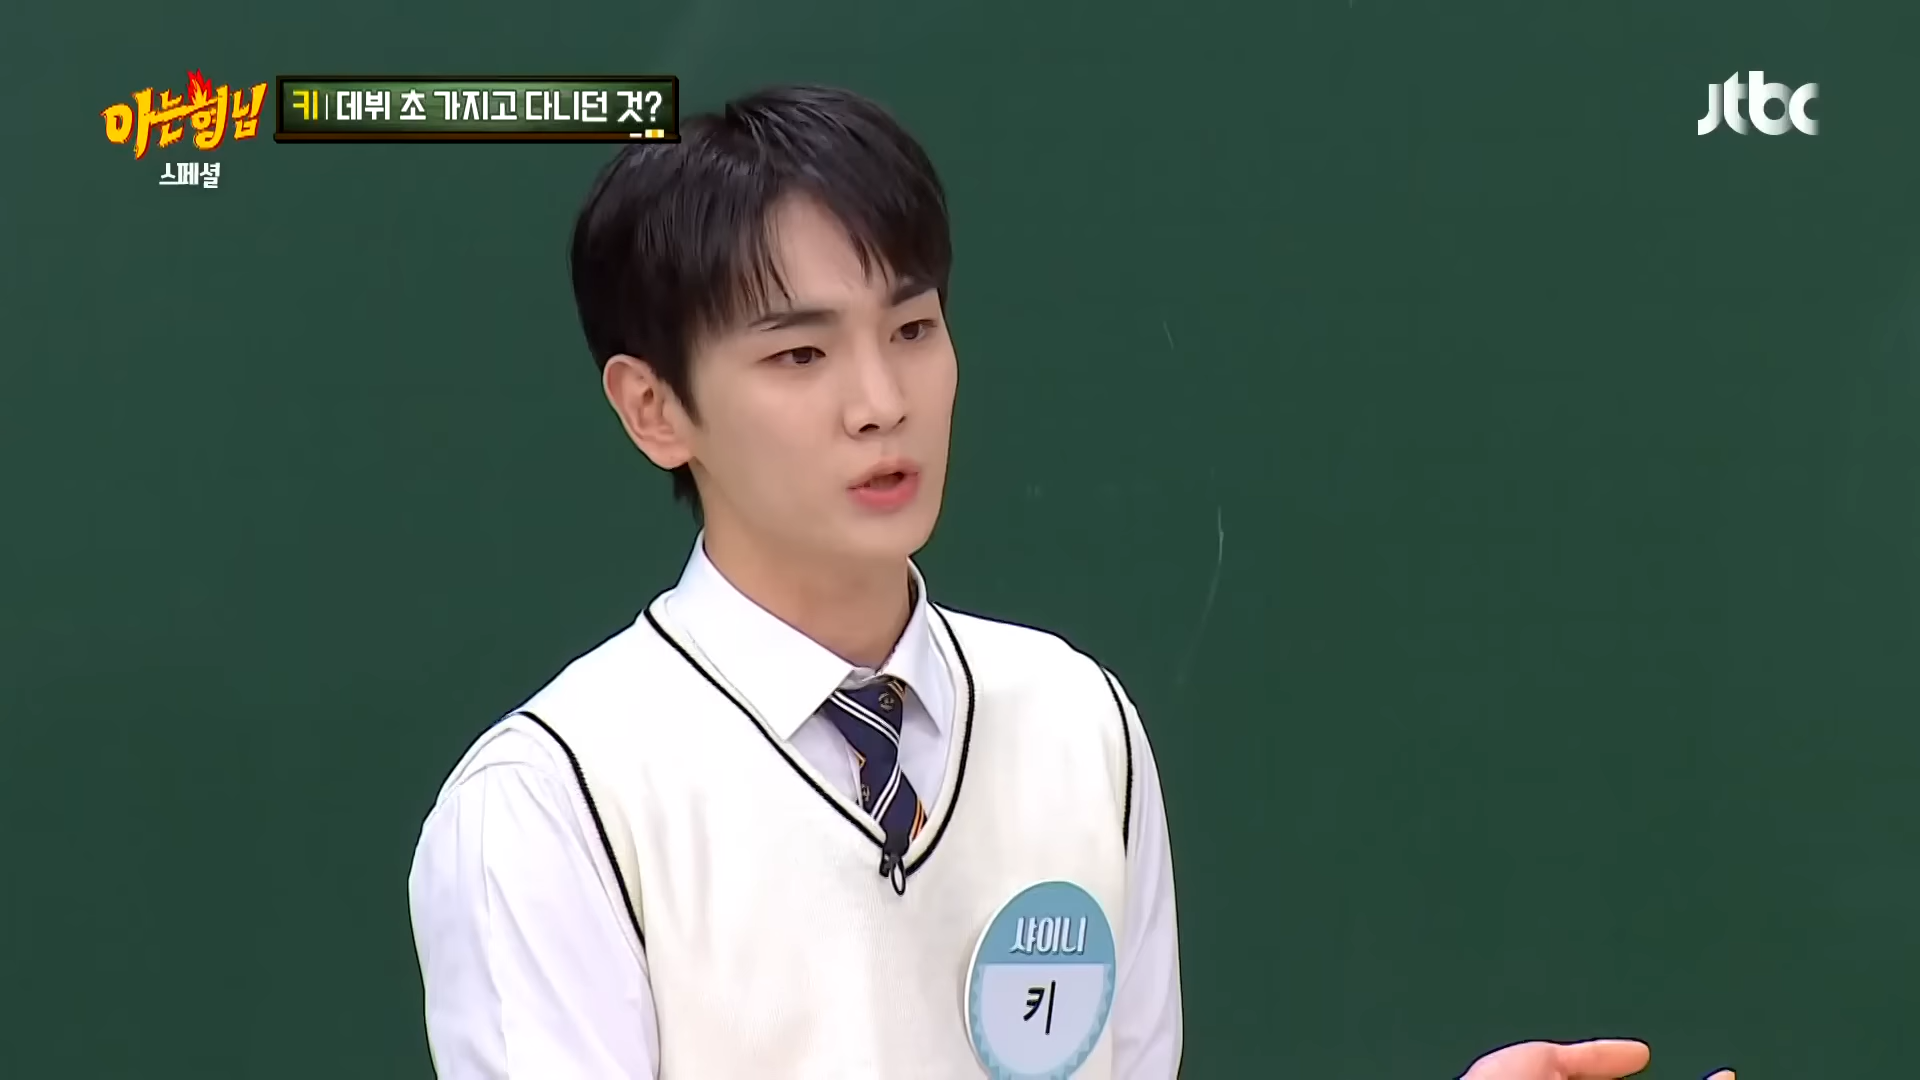 아는형님
스페셜
키 | 데뷔 초 가지고 다니던 것?
jtbc
샤이니
키